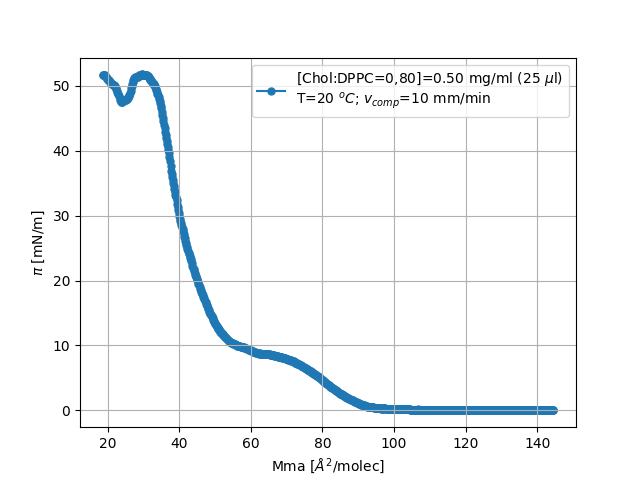 [Chol:DPPC=0,80]=0.50 mg/ml (25 μl)
T=20 °C; v_comp=10 mm/min
50
40
30
20
10
0
π [mN/m]
20 40 60 80 100 120 140
Mma [Å²/molec]